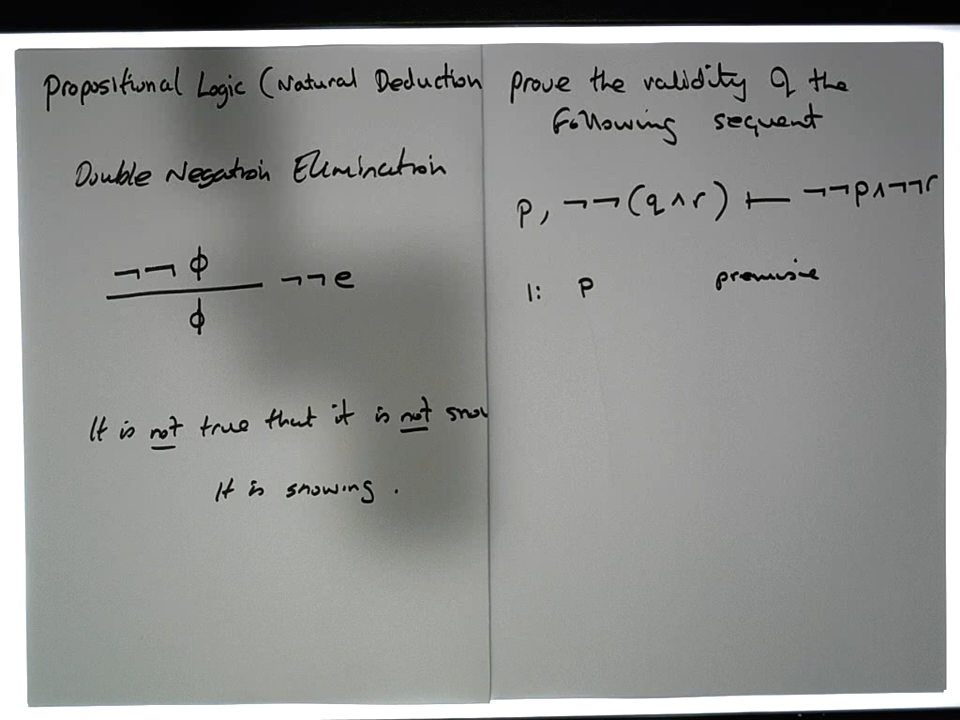 Propositional Logic (Natural Deduction
Double Negation Elimination
¬¬ϕ
ϕ
¬¬e
It is not true that it is not snow
It is snowing.
Prove the validity of the
following sequent
p, ¬¬(q∧r) ⊢ ¬¬p∧¬¬r
1: p premise